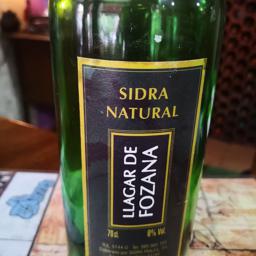 SIDRA
NATURAL
LLAGAR DE
FOZANA
70cl. 6% Vol.